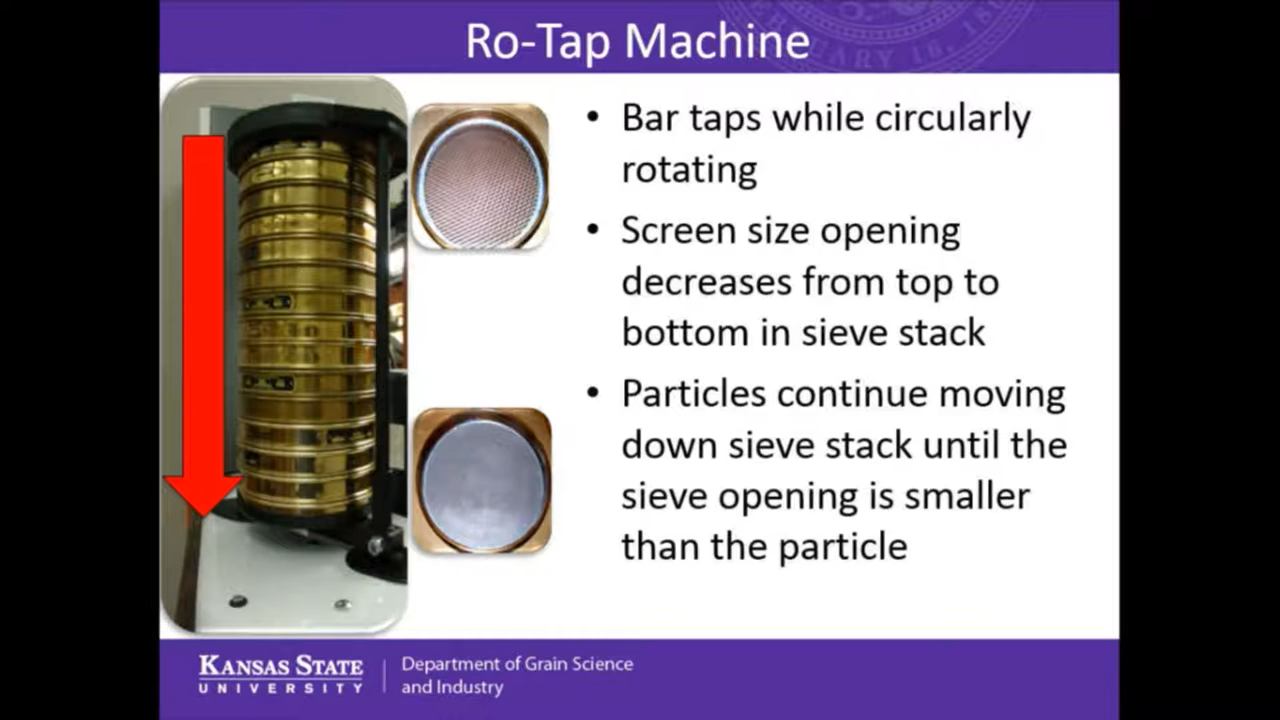 Ro-Tap Machine
• Bar taps while circularly
rotating
• Screen size opening
decreases from top to
bottom in sieve stack
• Particles continue moving
down sieve stack until the
sieve opening is smaller
than the particle
KANSAS STATE
UNIVERSITY
Department of Grain Science
and Industry